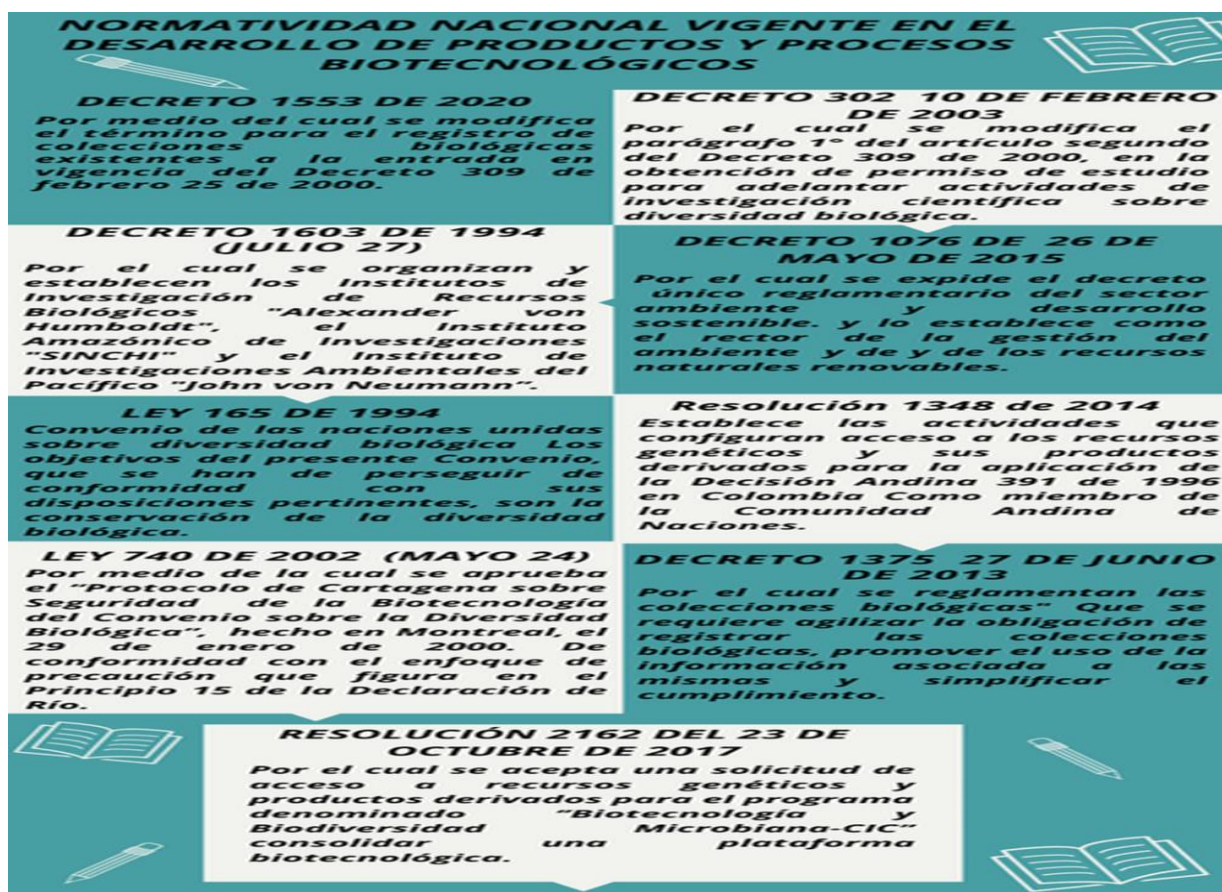 NORMATIVIDAD NACIONAL VIGENTE EN EL
DESARROLLO DE PRODUCTOS Y PROCESOS
BIOTECNOLÓGICOS
DECRETO 1553 DE 2020
Por medio del cual se modifica
el término para el registro de
colecciones biológicas
existentes a la entrada en
vigencia del Decreto 309 de
febrero 25 de 2000.
DECRETO 302 10 DE FEBRERO
DE 2003
Por el cual se modifica el
parágrafo 1° del artículo segundo
del Decreto 309 de 2000, en la
obtención de permiso de estudio
para adelantar actividades de
investigación científica sobre
diversidad biológica.
DECRETO 1603 DE 1994
(JULIO 27)
Por el cual se organizan y
establecen los Institutos de
Investigación de Recursos
Biológicos "Alexander von
Humboldt", el Instituto
Amazónico de Investigaciones
"SINCHI" y el Instituto de
Investigaciones Ambientales del
Pacífico "John von Neumann".
DECRETO 1076 DE 26 DE
MAYO DE 2015
Por el cual se expide el decreto
único reglamentario del sector
ambiente y desarrollo
sostenible. y lo establece como
el rector de la gestión del
ambiente y de y de los recursos
naturales renovables.
LEY 165 DE 1994
Convenio de las naciones unidas
sobre diversidad biológica Los
objetivos del presente Convenio,
que se han de perseguir de
conformidad con sus
disposiciones pertinentes, son la
conservación de la diversidad
biológica.
Resolución 1348 de 2014
Establece las actividades que
configuran acceso a los recursos
genéticos y sus productos
derivados para la aplicación de
la Decisión Andina 391 de 1996
en Colombia Como miembro de
la Comunidad Andina de
Naciones.
LEY 740 DE 2002 (MAYO 24)
Por medio de la cual se aprueba
el "Protocolo de Cartagena sobre
Seguridad de la Biotecnología
del Convenio sobre la Diversidad
Biológica", hecho en Montreal, el
29 de enero de 2000. De
conformidad con el enfoque de
precaución que figura en el
Principio 15 de la Declaración de
Río.
DECRETO 1375 27 DE JUNIO
DE 2013
Por el cual se reglamentan las
colecciones biológicas" Que se
requiere agilizar la obligación de
registrar las colecciones
biológicas, promover el uso de la
información asociada a las
mismas y simplificar el
cumplimiento.
RESOLUCIÓN 2162 DEL 23 DE
OCTUBRE DE 2017
Por el cual se acepta una solicitud de
acceso a recursos genéticos y
productos derivados para el programa
denominado "Biotecnología y
Biodiversidad Microbiana-CIC"
consolidar una plataforma
biotecnológica.